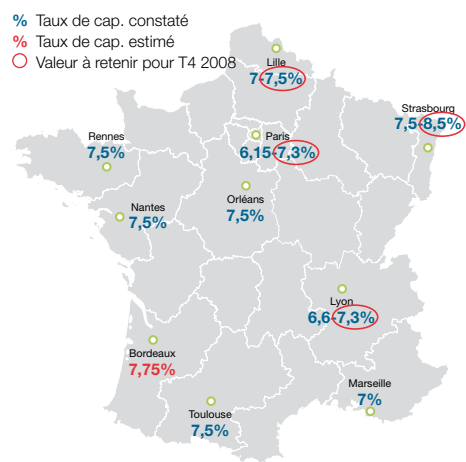 % Taux de cap. constaté
% Taux de cap. estimé
Valeur à retenir pour T4 2008
Lille
7-7,5%
Strasbourg
7,5-8,5%
Rennes
7,5%
Paris
6,15-7,3%
Nantes
7,5%
Orléans
7,5%
Lyon
6,6-7,3%
Bordeaux
7,75%
Marseille
7%
Toulouse
7,5%